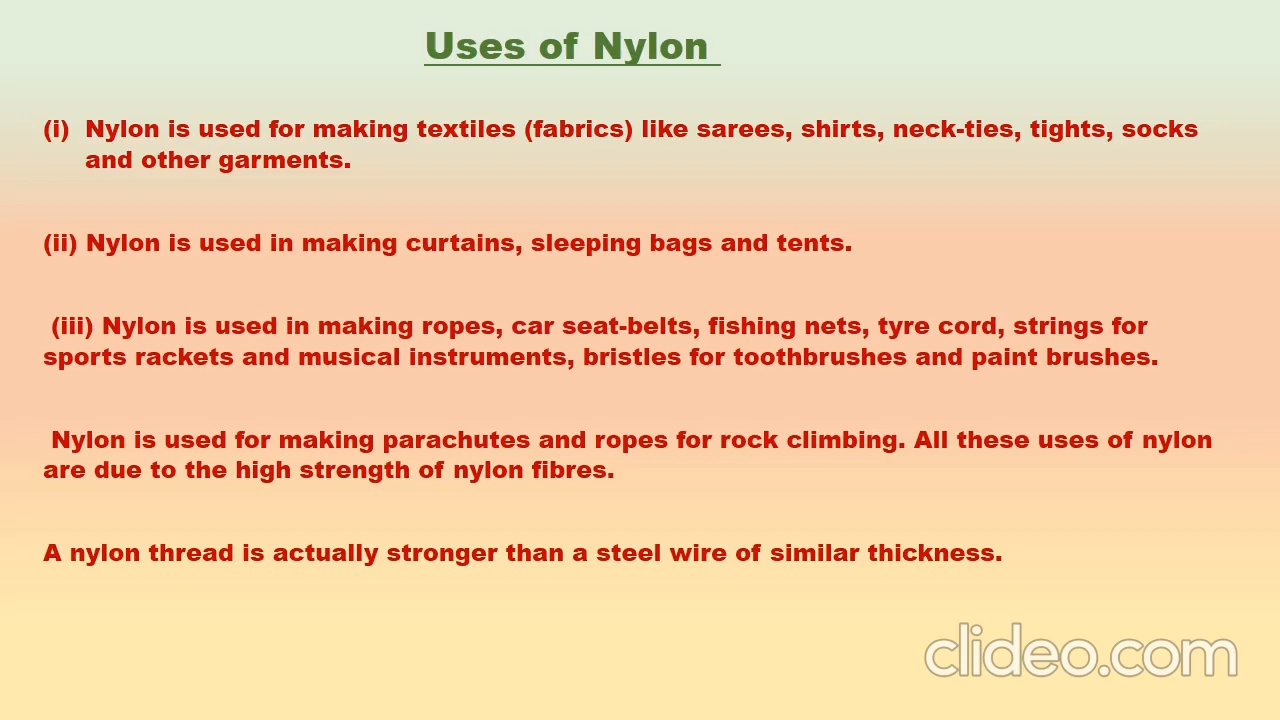 Uses of Nylon
(i) Nylon is used for making textiles (fabrics) like sarees, shirts, neck-ties, tights, socks
and other garments.
(ii) Nylon is used in making curtains, sleeping bags and tents.
(iii) Nylon is used in making ropes, car seat-belts, fishing nets, tyre cord, strings for
sports rackets and musical instruments, bristles for toothbrushes and paint brushes.
Nylon is used for making parachutes and ropes for rock climbing. All these uses of nylon
are due to the high strength of nylon fibres.
A nylon thread is actually stronger than a steel wire of similar thickness.
clideo.com